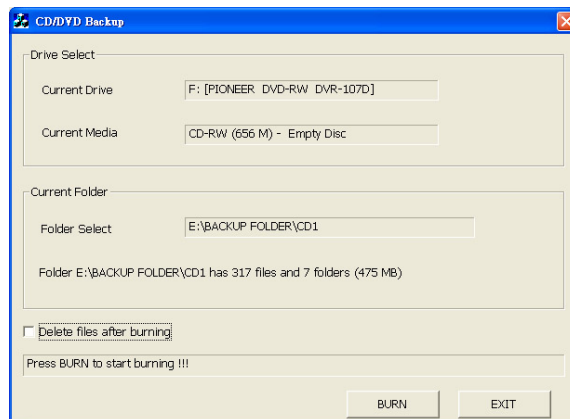 CD/DVD Backup
Drive Select
Current Drive F: [PIONEER DVD-RW DVR-107D]
Current Media CD-RW (656 M) - Empty Disc
Current Folder
Folder Select E:\BACKUP FOLDER\CD1
Folder E:\BACKUP FOLDER\CD1 has 317 files and 7 folders (475 MB)
Delete files after burning
Press BURN to start burning !!!
BURN EXIT